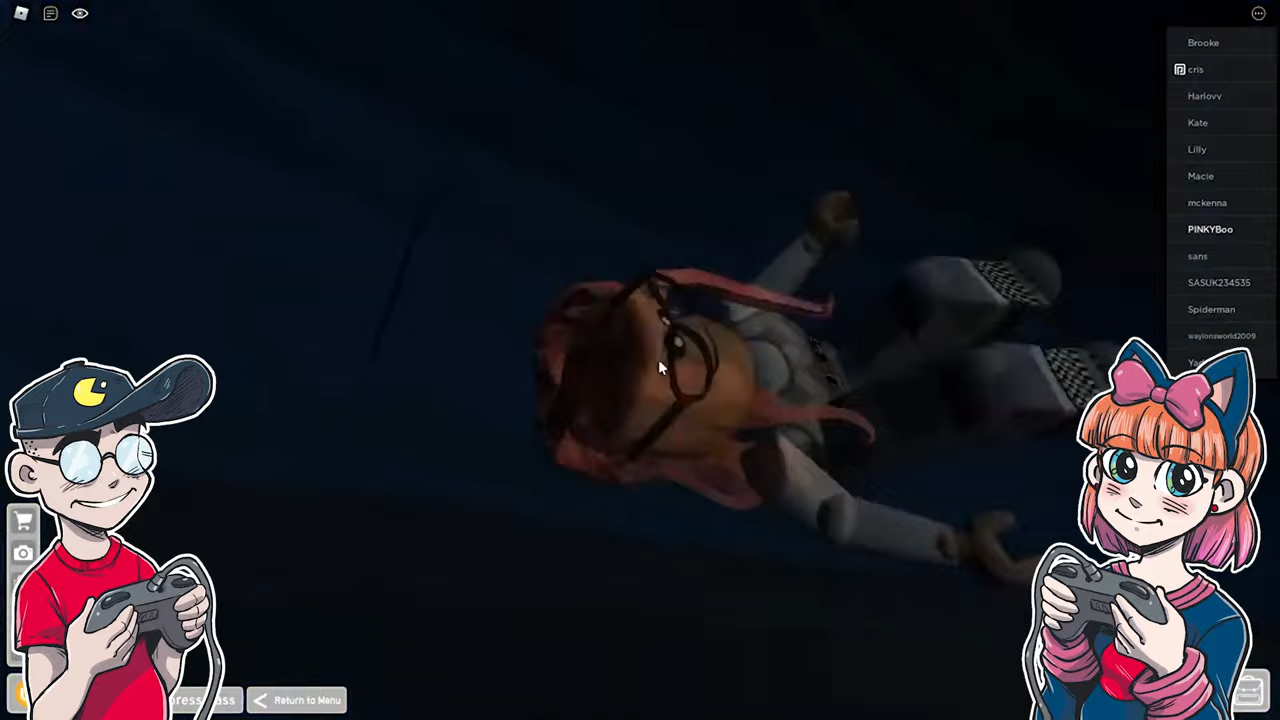 Brooke
cris
Harlovv
Kate
Lilly
Macie
mckenna
PINKYBoo
sans
SASUK234535
Spiderman
waylonsworld2009
Return to Menu